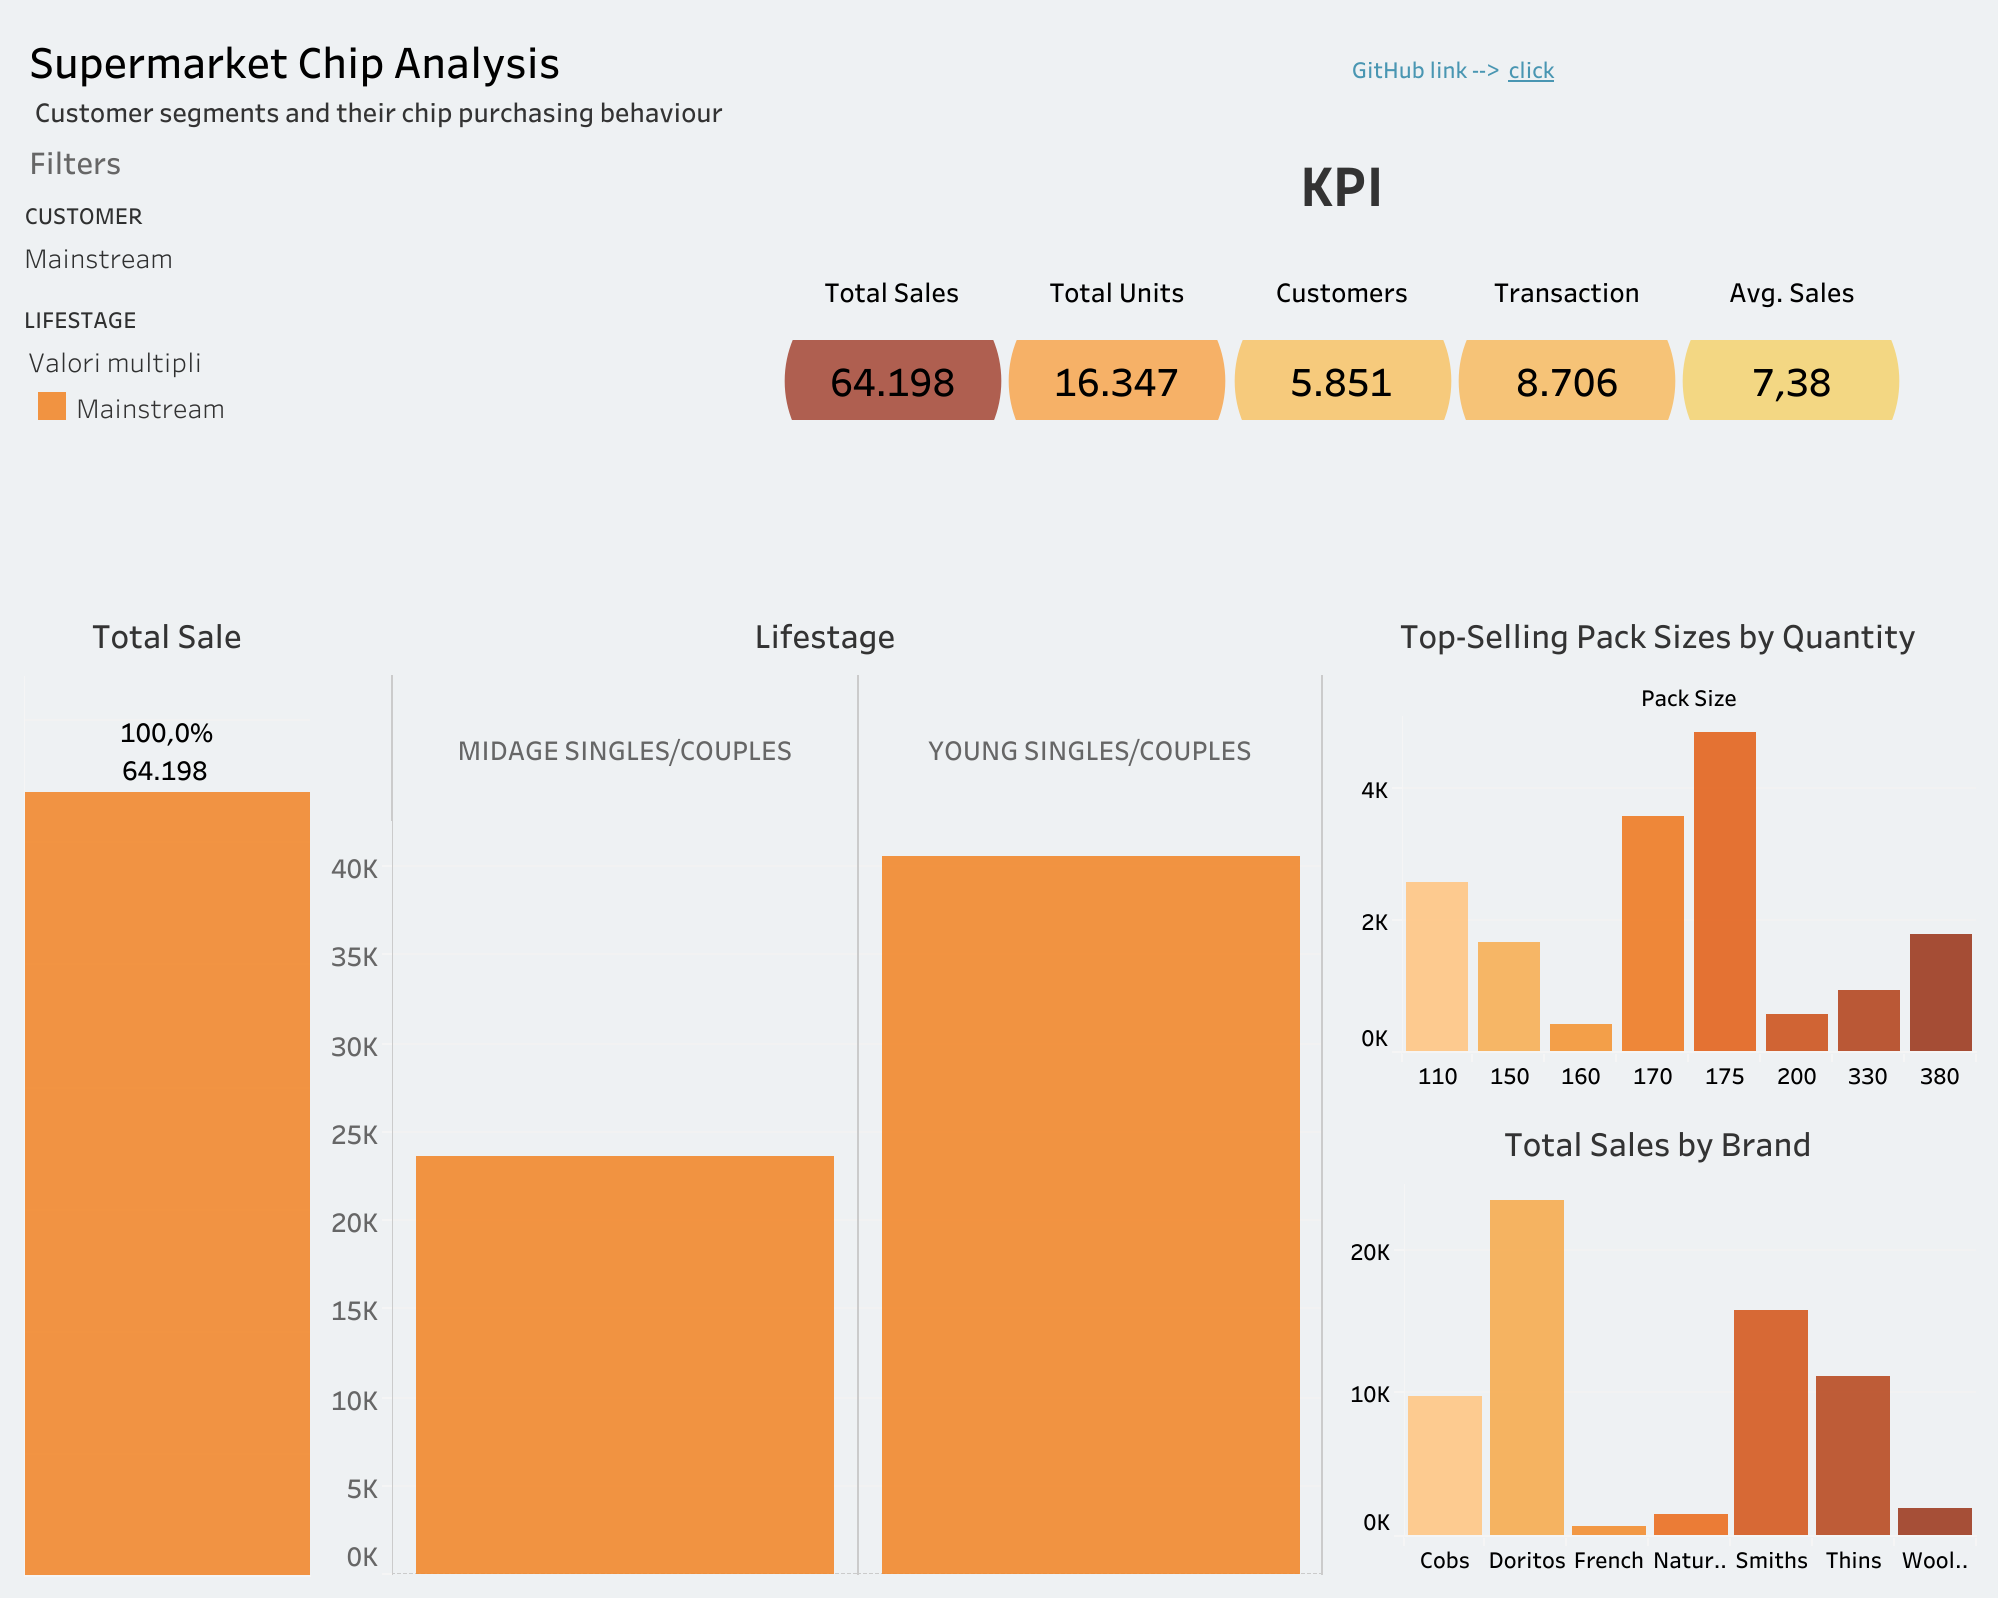 Supermarket Chip Analysis
GitHub link --> click
Customer segments and their chip purchasing behaviour
Filters
KPI
CUSTOMER
Mainstream
LIFESTAGE
Valori multipli
Mainstream
Total Sales Total Units Customers Transaction Avg. Sales
64.198 16.347 5.851 8.706 7,38
Total Sale
100,0%
64.198
Lifestage
MIDAGE SINGLES/COUPLES YOUNG SINGLES/COUPLES
40K
35K
30K
25K
20K
15K
10K
5K
0K
Top-Selling Pack Sizes by Quantity
Pack Size
4K
2K
0K
110 150 160 170 175 200 330 380
Total Sales by Brand
20K
10K
0K
Cobs Doritos French Natur.. Smiths Thins Wool..